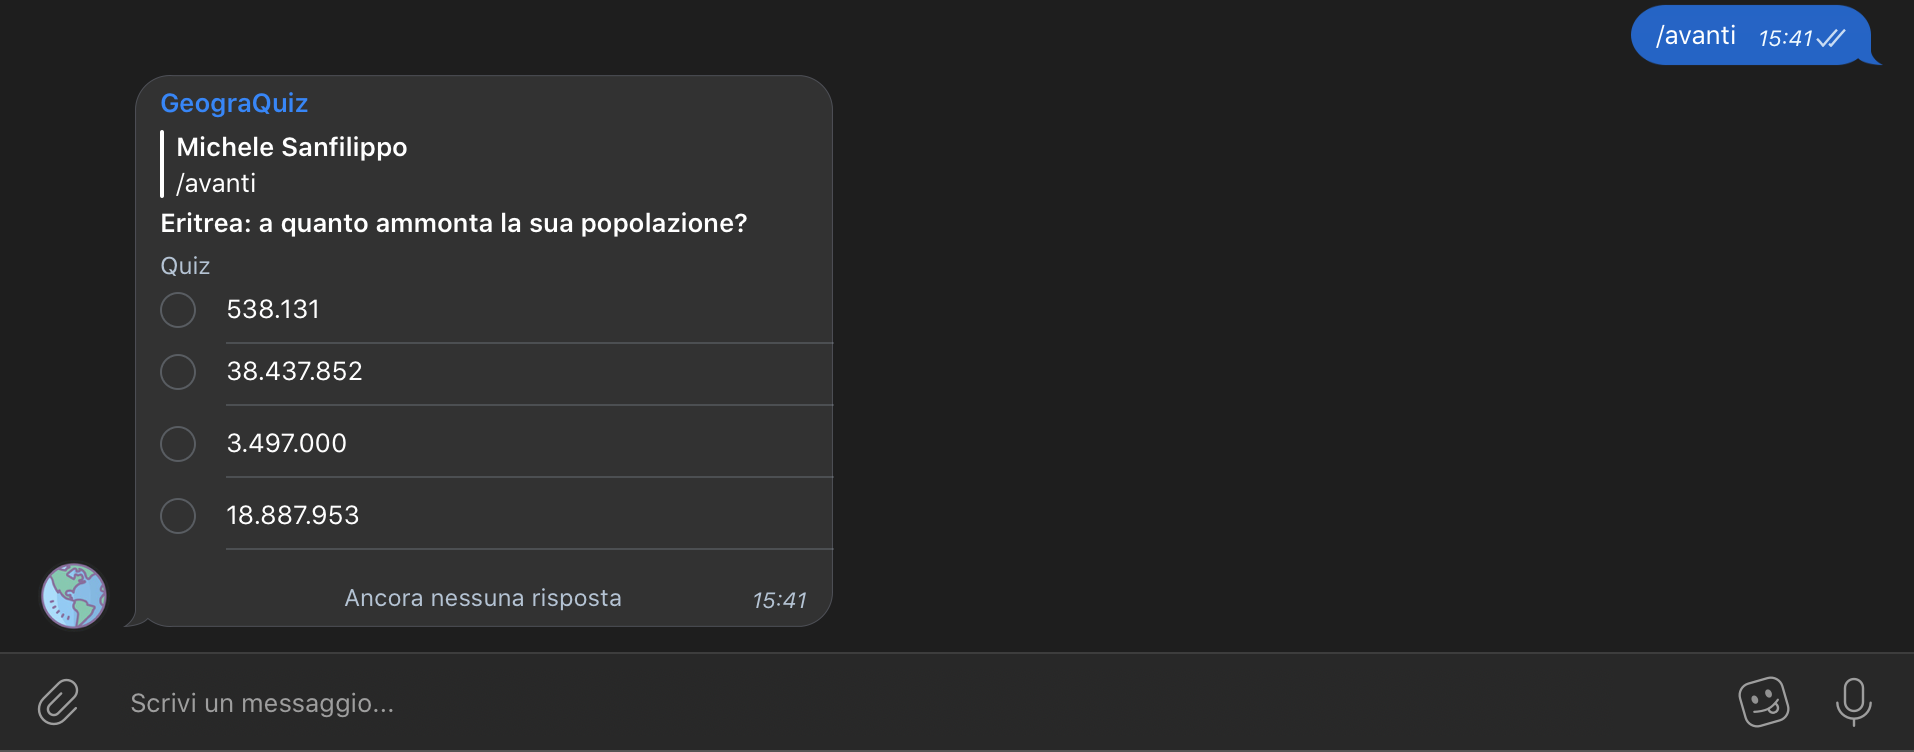 /avanti 15:41
GeograQuiz
Michele Sanfilippo
/avanti
Eritrea: a quanto ammonta la sua popolazione?
Quiz
538.131
38.437.852
3.497.000
18.887.953
Ancora nessuna risposta 15:41
Scrivi un messaggio...